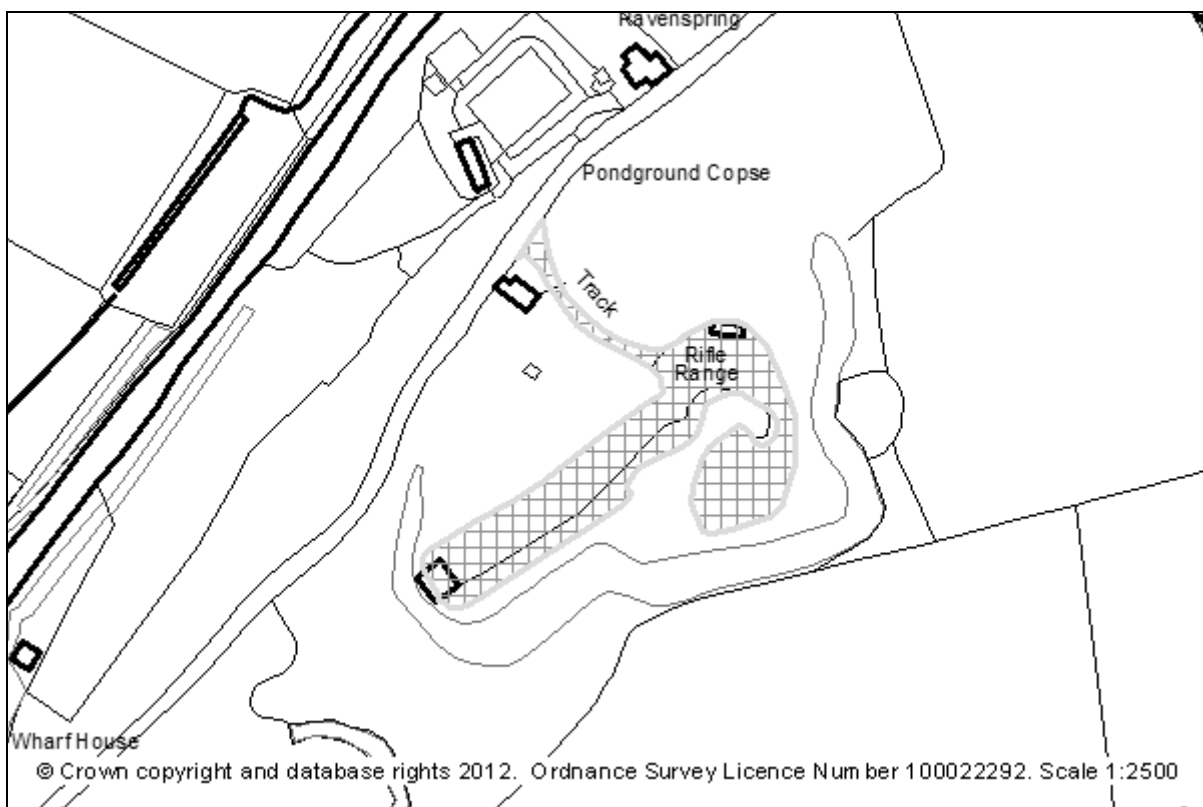 Ravenspring
Pondground Copse
Track
Rifle
Range
Wharf House
© Crown copyright and database rights 2012. Ordnance Survey Licence Number 100022292. Scale 1:2500